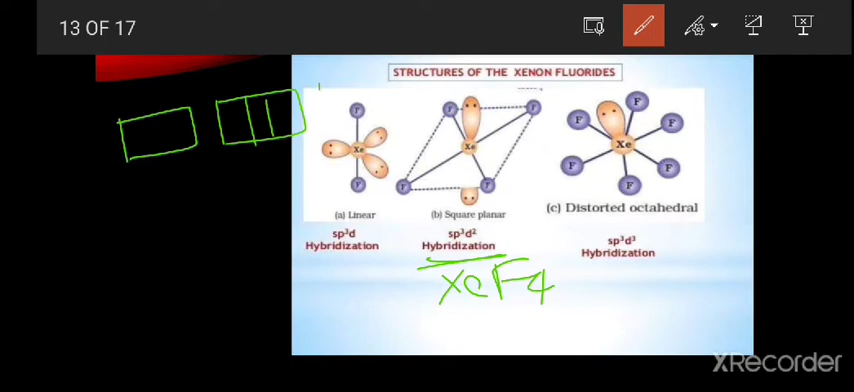 13 OF 17
STRUCTURES OF THE XENON FLUORIDES
F
Xe
F
F
F
Xe
F
F
F
F
F
Xe
F
F
F
(a) Linear
(b) Square planar
(c) Distorted octahedral
sp³d
Hybridization
sp³d²
Hybridization
sp³d³
Hybridization
XeF4
XRecorder